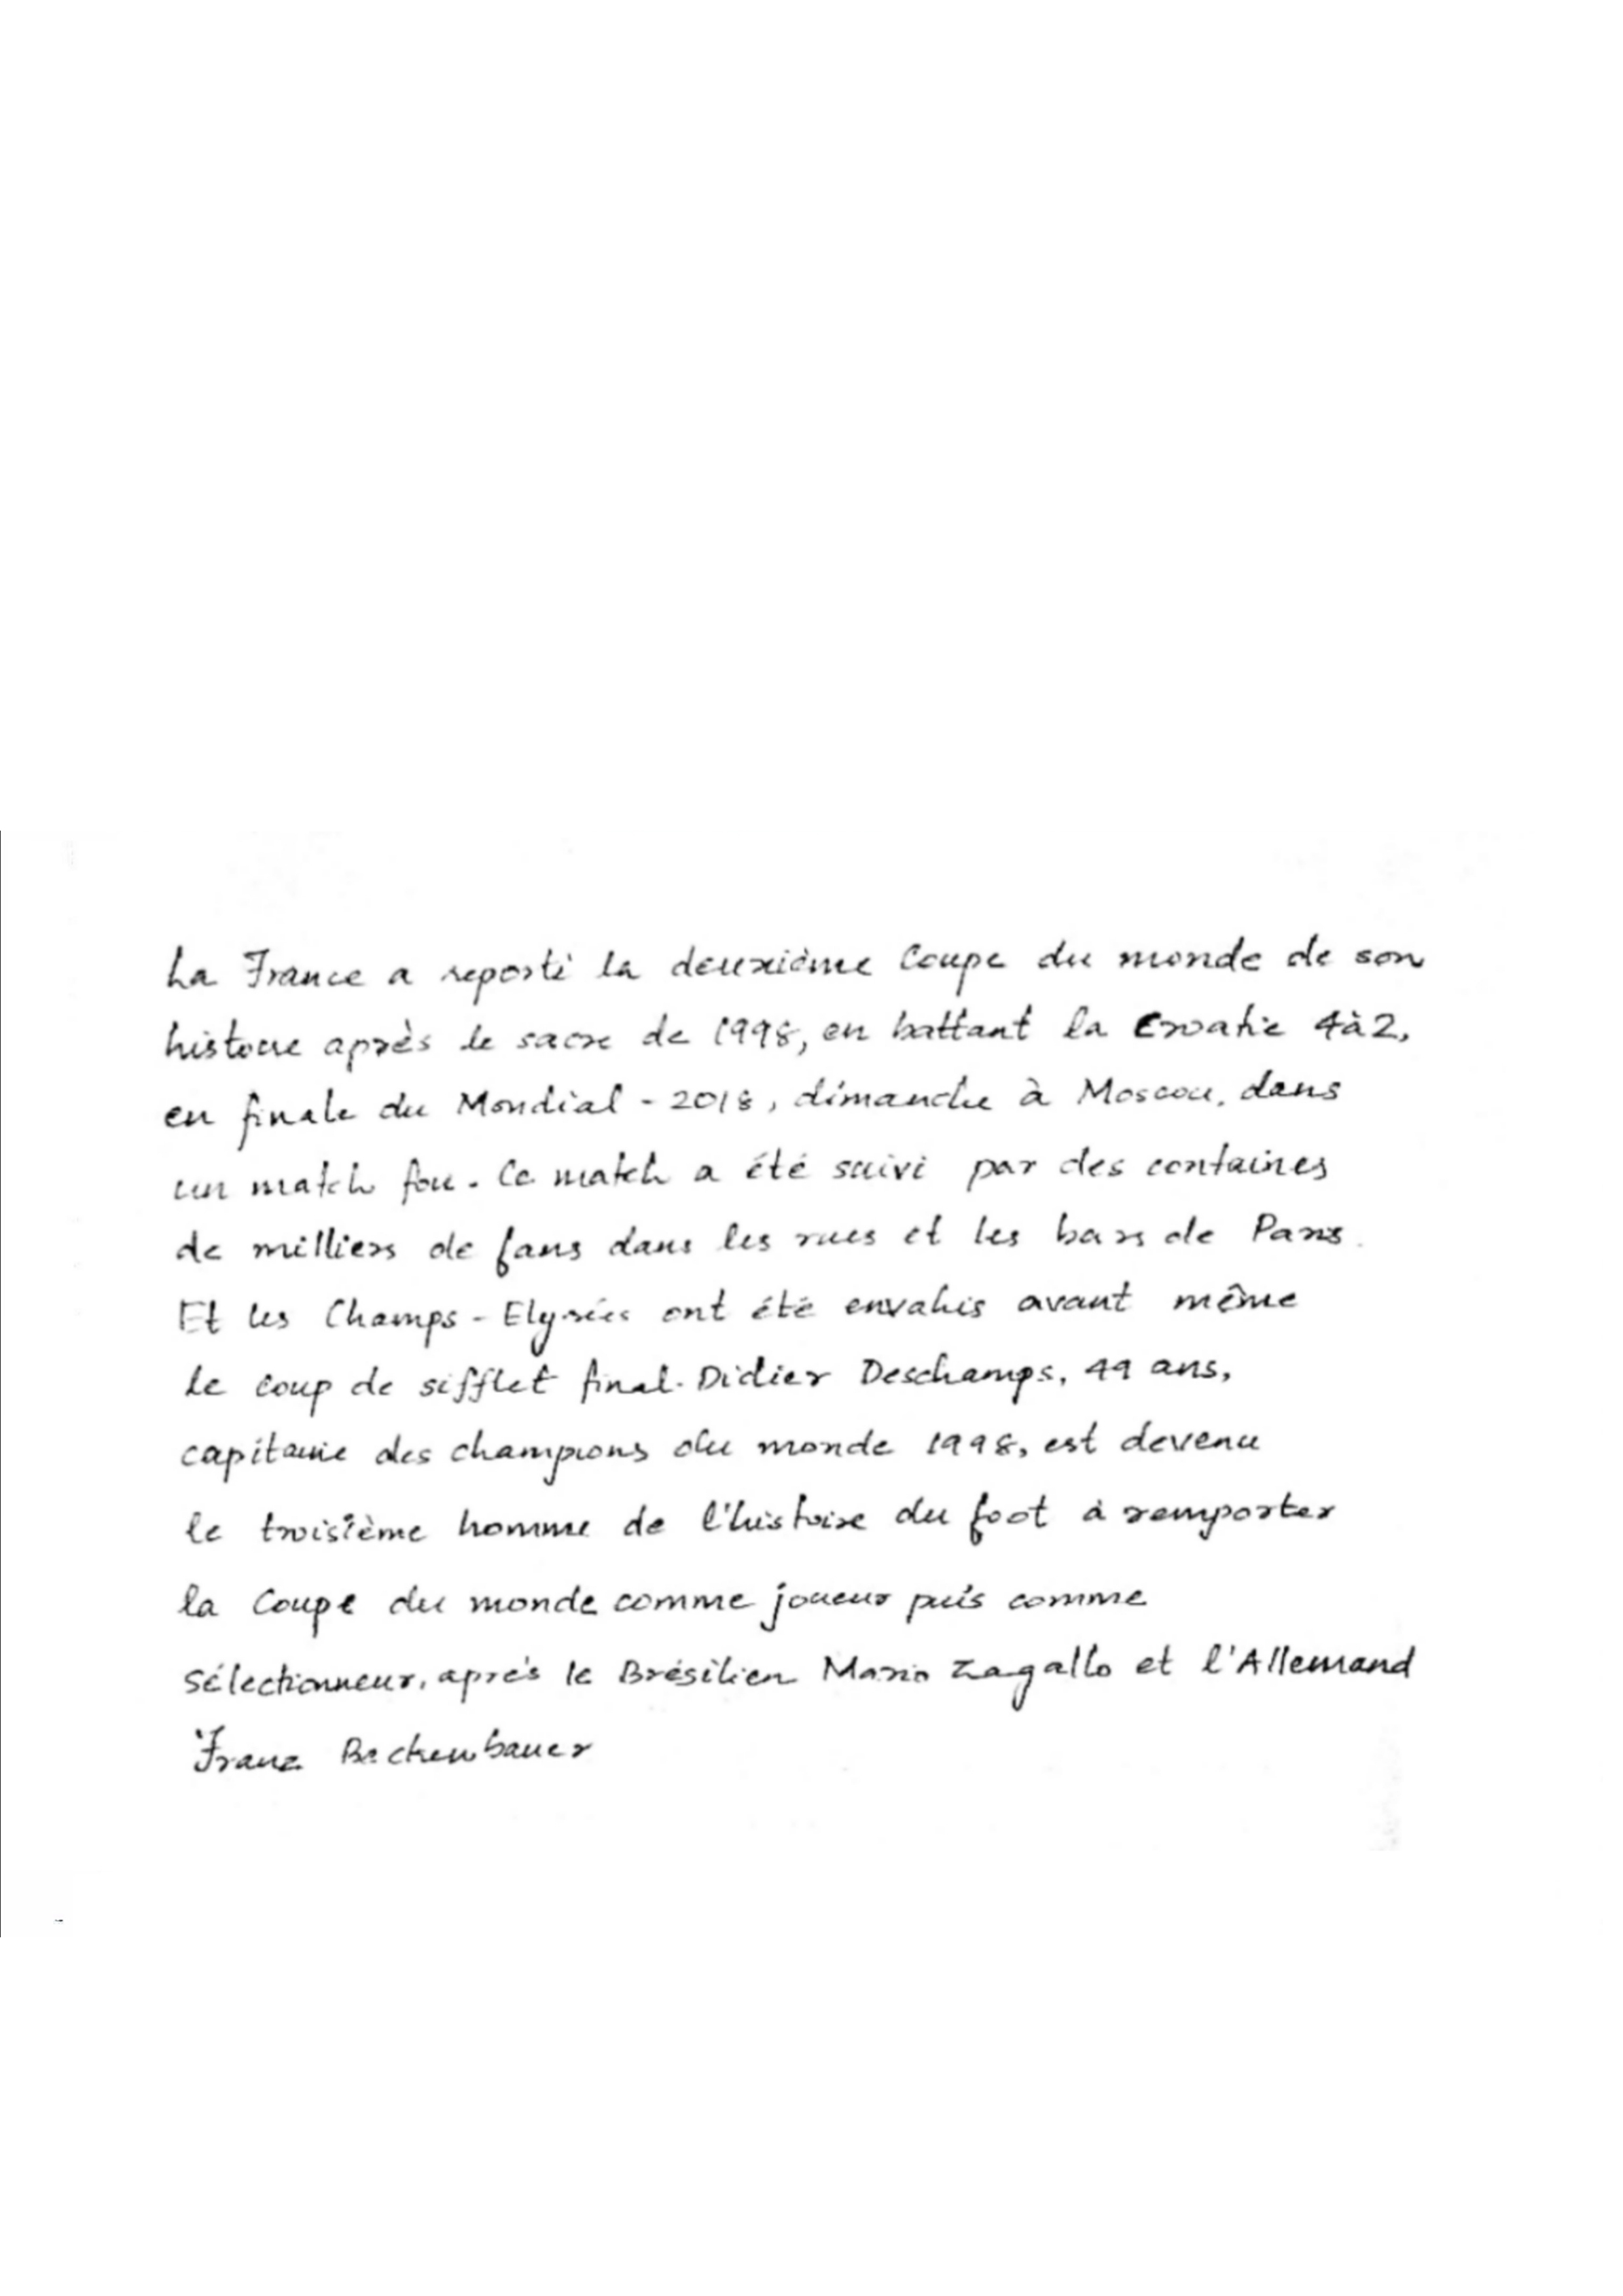 La France a reporté la deuxième Coupe du monde de son
histoire après le sacre de 1998, en battant la Croatie 4à2,
en finale du Mondial - 2018, dimanche à Moscou, dans
un match fou. Ce match a été suivi par des containes
de milliers de fans dans les rues et les bars de Paris.
Et les Champs - Elysées ont été envahis avant même
le coup de sifflet final. Didier Deschamps, 49 ans,
capitaine des champions du monde 1998, est devenu
le troisième homme de l'histoire du foot à remporter
la Coupe du monde comme joueur puis comme
sélectionneur, après le Brésilien Mario Zagallo et l'Allemand
Franz Beckenbauer